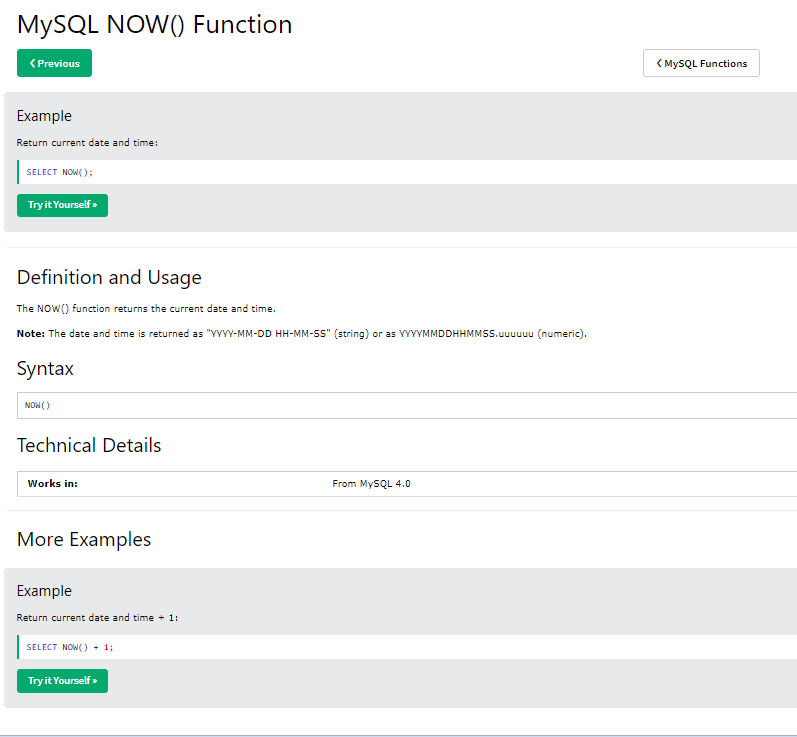 MySQL NOW() Function
❮ Previous
❮ MySQL Functions
Example
Return current date and time:
SELECT NOW();
Try it Yourself »
Definition and Usage
The NOW() function returns the current date and time.
Note: The date and time is returned as "YYYY-MM-DD HH-MM-SS" (string) or as YYYYMMDDHHMMSS.uuuuuu (numeric).
Syntax
NOW()
Technical Details
Works in: From MySQL 4.0
More Examples
Example
Return current date and time + 1:
SELECT NOW() + 1;
Try it Yourself »